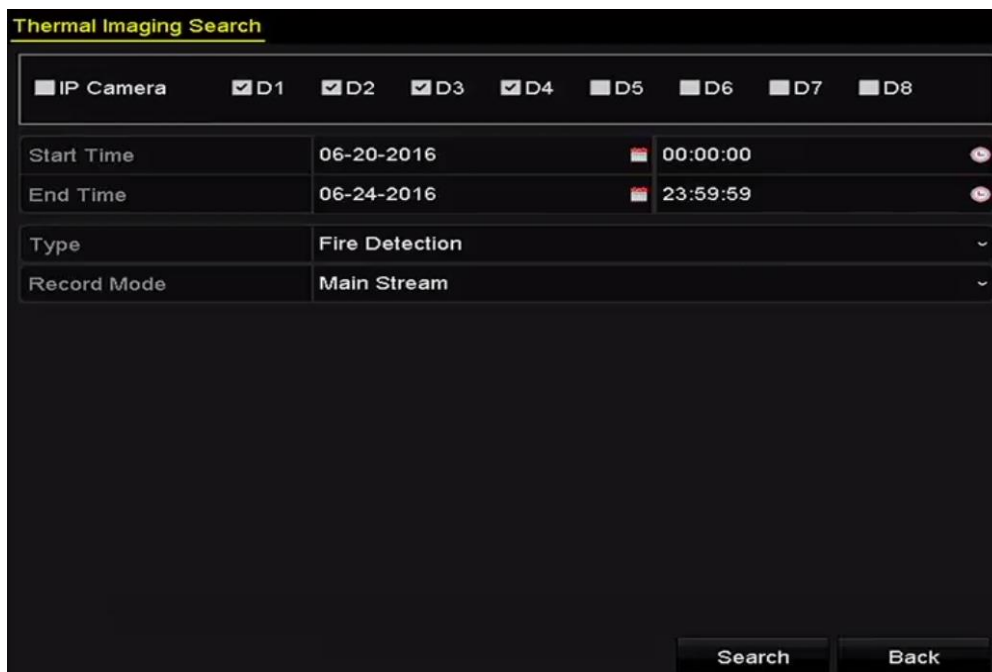 Thermal Imaging Search
IP Camera D1 D2 D3 D4 D5 D6 D7 D8
Start Time 06-20-2016 00:00:00
End Time 06-24-2016 23:59:59
Type Fire Detection
Record Mode Main Stream
Search Back